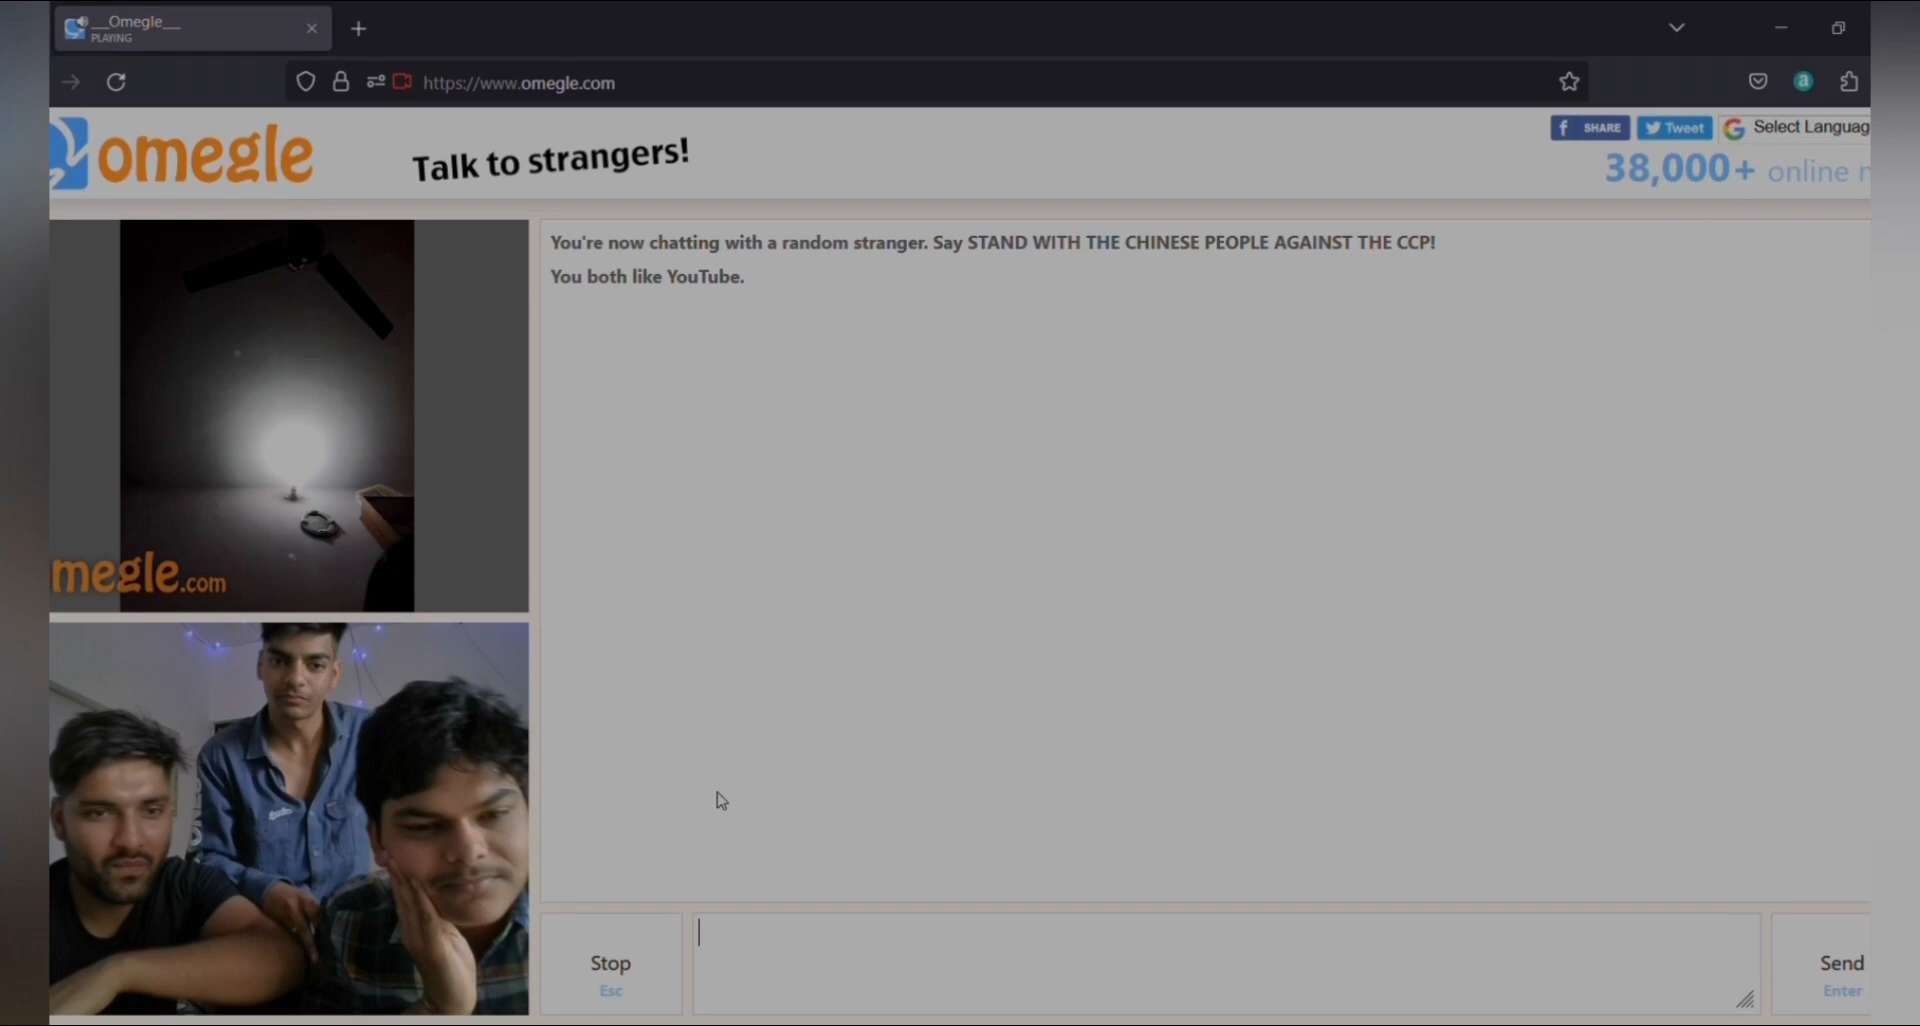 __Omegle__
PLAYING
https://www.omegle.com
omegle
Talk to strangers!
SHARE
Tweet
Select Languag
38,000+ online n
You're now chatting with a random stranger. Say STAND WITH THE CHINESE PEOPLE AGAINST THE CCP!
You both like YouTube.
megle.com
Stop
Esc
Send
Enter